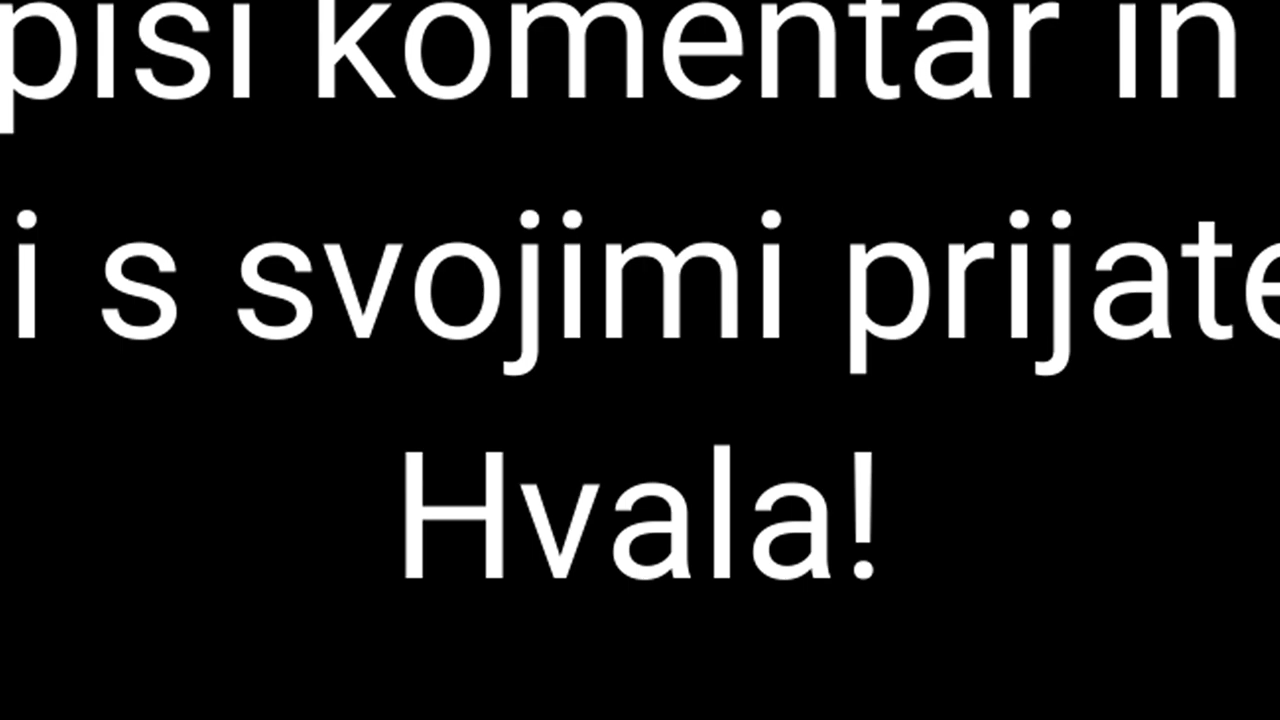 pisi komentar in
i s svojimi prijate
Hvala!